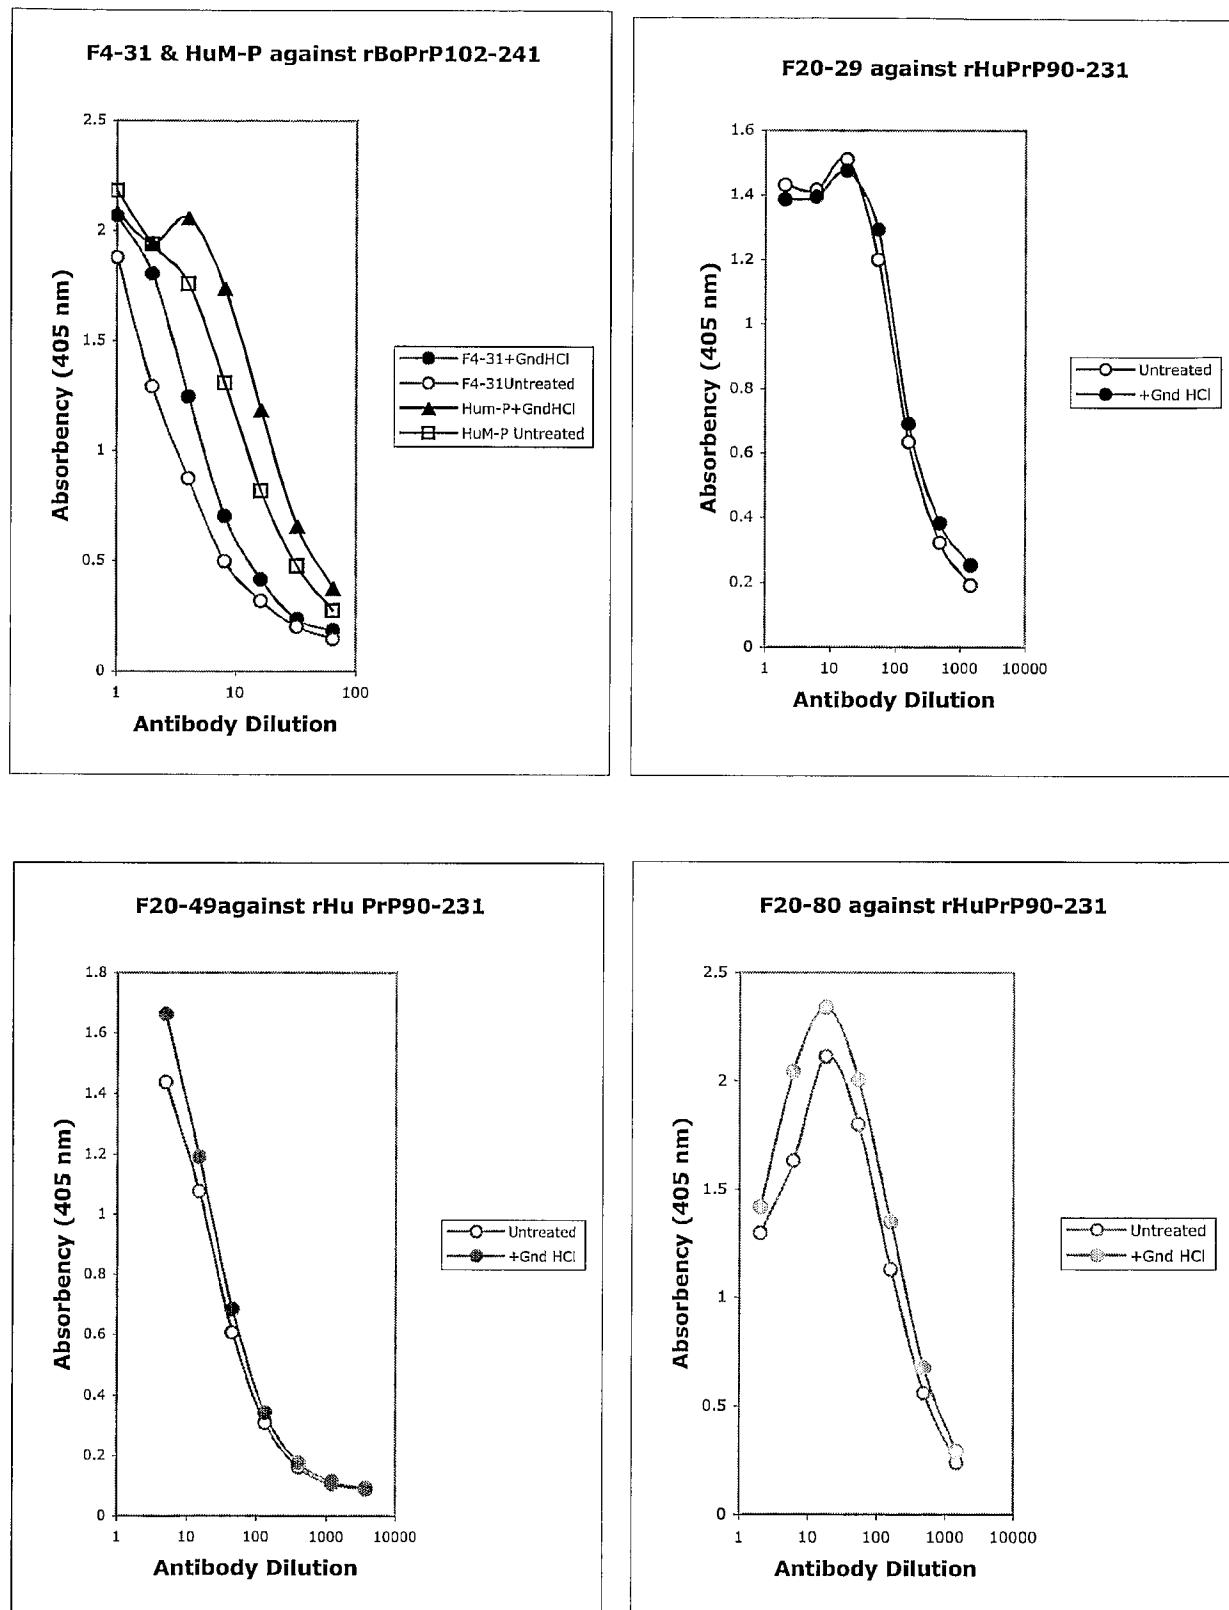 F4-31 & HuM-P against rBoPrP102-241
2.5
2
1.5
1
0.5
0
1
10
100
Absorbency (405 nm)
Antibody Dilution
F4-31+GndHCl
F4-31Untreated
Hum-P+GndHCl
HuM-P Untreated
F20-29 against rHuPrP90-231
1.6
1.4
1.2
1
0.8
0.6
0.4
0.2
0
1
10
100
1000
10000
Absorbency (405 nm)
Antibody Dilution
Untreated
+Gnd HCl
F20-49against rHu PrP90-231
1.8
1.6
1.4
1.2
1
0.8
0.6
0.4
0.2
0
1
10
100
1000
10000
Absorbency (405 nm)
Antibody Dilution
Untreated
+Gnd HCl
F20-80 against rHuPrP90-231
2.5
2
1.5
1
0.5
0
1
10
100
1000
10000
Absorbency (405 nm)
Antibody Dilution
Untreated
+Gnd HCl